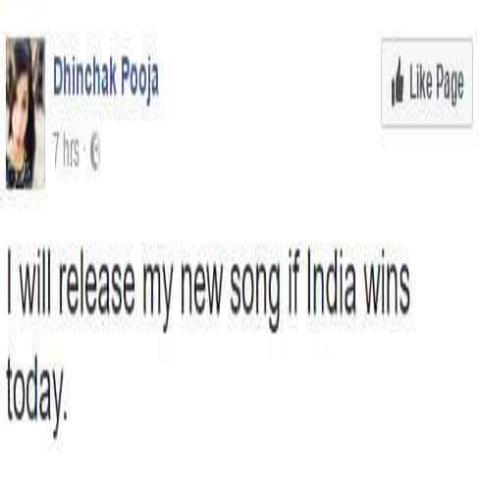 Dhinchak Pooja
Like Page
7 hrs ·
I will release my new song if India wins
today.